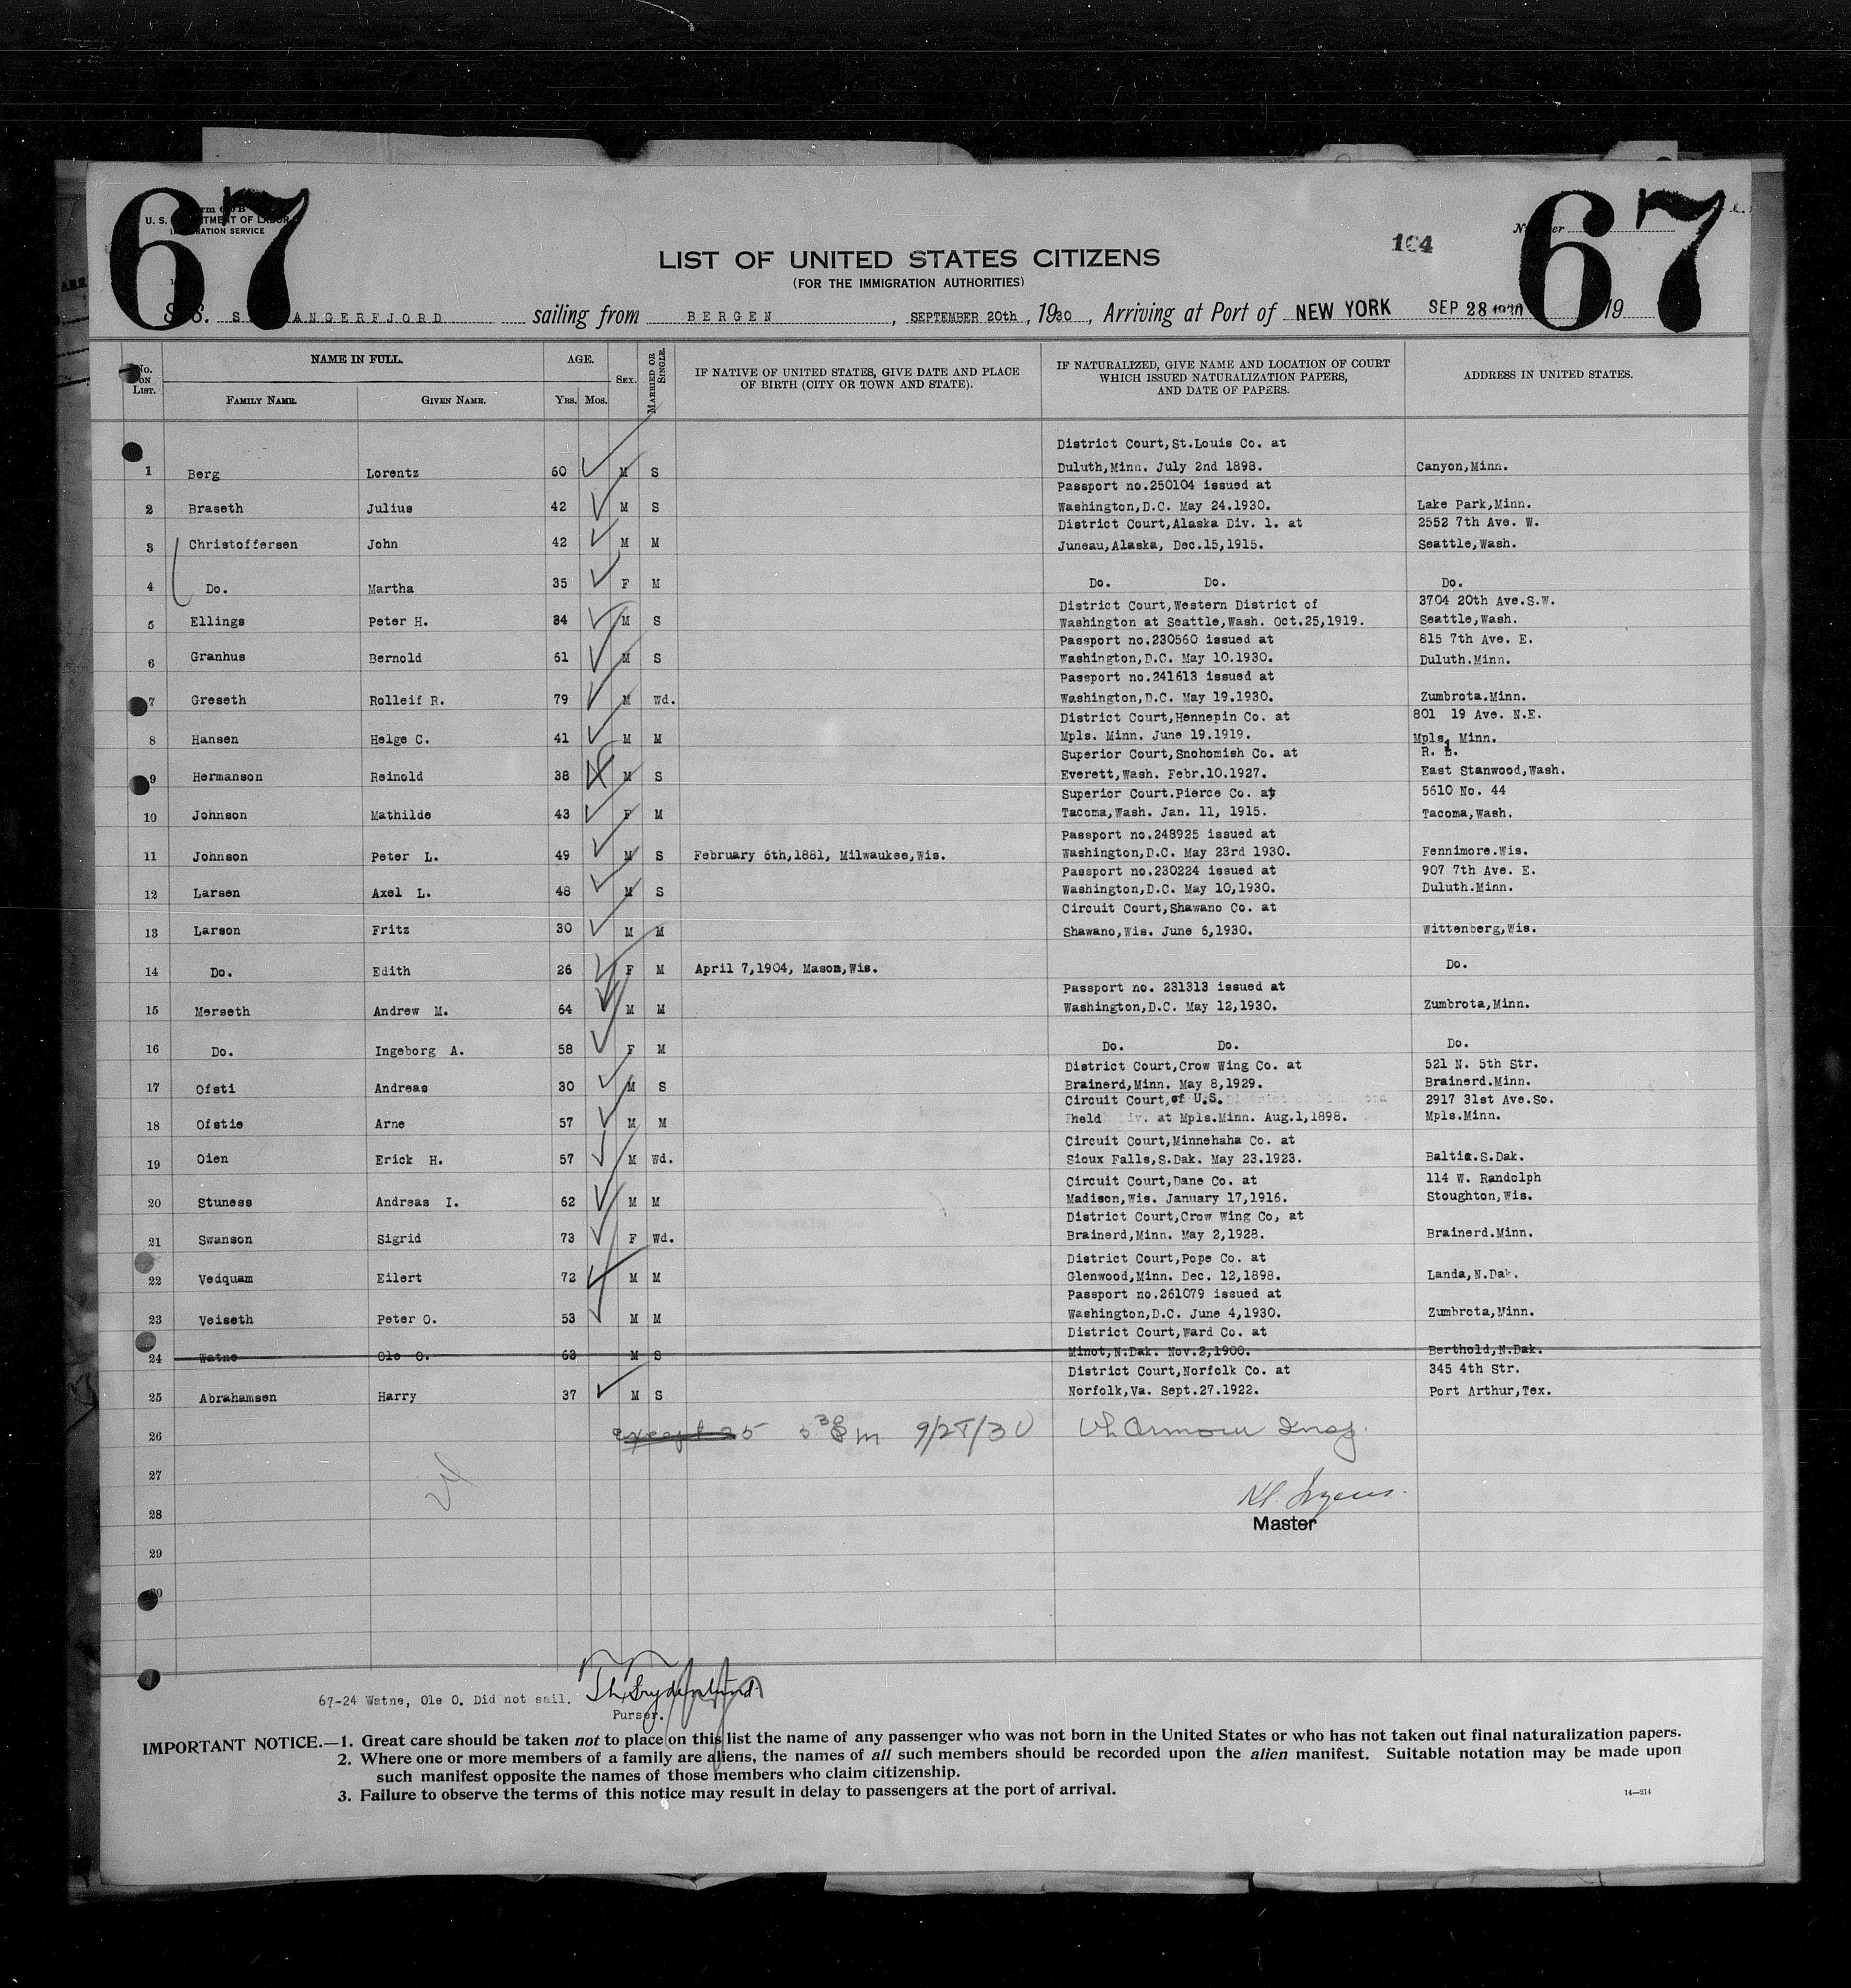 67
67
U. S. DEPARTMENT OF LABOR
IMMIGRATION SERVICE
Number
164
LIST OF UNITED STATES CITIZENS
(FOR THE IMMIGRATION AUTHORITIES)
S. S. STAVANGERFJORD sailing from BERGEN, SEPTEMBER 20th, 1930, Arriving at Port of NEW YORK SEP 28 1930 19
No. ON LIST.
NAME IN FULL.
FAMILY NAME. GIVEN NAME.
AGE.
YRS. MOS.
SEX.
MARRIED OR SINGLE.
IF NATIVE OF UNITED STATES, GIVE DATE AND PLACE
OF BIRTH (CITY OR TOWN AND STATE).
IF NATURALIZED, GIVE NAME AND LOCATION OF COURT
WHICH ISSUED NATURALIZATION PAPERS,
AND DATE OF PAPERS.
ADDRESS IN UNITED STATES.
District Court,St.Louis Co. at
1 Berg Lorentz 60 M S Duluth,Minn. July 2nd 1898. Canyon,Minn.
Passport no.250104 issued at
2 Braseth Julius 42 M S Washington,D.C. May 24.1930. Lake Park,Minn.
District Court,Alaska Div. 1. at 2552 7th Ave. W.
3 Christoffersen John 42 M M Juneau,Alaska, Dec.15,1915. Seattle,Wash.
4 Do. Martha 35 F M Do. Do. Do.
District Court,Western District of 3704 20th Ave.S.W.
5 Ellings Peter H. 34 M S Washington at Seattle,Wash. Oct.25,1919. Seattle,Wash.
Passport no.230560 issued at 815 7th Ave. E.
6 Granhus Bernold 61 M S Washington,D.C. May 10.1930. Duluth.Minn.
Passport no.241613 issued at
7 Greseth Rolleif R. 79 M Wd. Washington,D.C. May 19.1930. Zumbrota.Minn.
District Court,Hennepin Co. at 801 19 Ave. N.E.
8 Hansen Helge C. 41 M M Mpls. Minn. June 19.1919. Mpls. Minn.
Superior Court,Snohomish Co. at R. 1.
9 Hermanson Reinold 38 M S Everett,Wash. Febr.10.1927. East Stanwood,Wash.
Superior Court.Pierce Co. at 5610 No. 44
10 Johnson Mathilde 43 F M Tacoma,Wash. Jan. 11, 1915. Tacoma,Wash.
Passport no.248925 issued at
11 Johnson Peter L. 49 M S February 6th,1881, Milwaukee,Wis. Washington,D.C. May 23rd 1930. Fennimore.Wis.
Passport no.230224 issued at 907 7th Ave. E.
12 Larsen Axel L. 48 M S Washington,D.C. May 10,1930. Duluth.Minn.
Circuit Court,Shawano Co. at
13 Larson Fritz 30 M M Shawano,Wis. June 6,1930. Wittenberg,Wis.
14 Do. Edith 26 F M April 7,1904, Mason,Wis. Do.
Passport no. 231313 issued at
15 Merseth Andrew M. 64 M M Washington,D.C. May 12,1930. Zumbrota,Minn.
16 Do. Ingeborg A. 58 F M Do. Do. Do.
District Court,Crow Wing Co. at 521 N. 5th Str.
17 Ofsti Andreas 30 M S Brainerd,Minn. May 8,1929. Brainerd.Minn.
Circuit Court,of U.S. 2917 31st Ave.So.
18 Ofstie Arne 57 M M held Div. at Mpls.Minn. Aug.1,1898. Mpls.Minn.
Circuit Court,Minnehaha Co. at
19 Oien Erick H. 57 M Wd. Sioux Falls,S.Dak. May 23.1923. Baltic.S.Dak.
Circuit Court,Dane Co. at 114 W. Randolph
20 Stuness Andreas I. 62 M M Madison,Wis. January 17,1916. Stoughton,Wis.
District Court,Crow Wing Co, at
21 Swanson Sigrid 73 F Wd. Brainerd,Minn. May 2,1928. Brainerd.Minn.
District Court,Pope Co. at
22 Vedquam Eilert 72 M M Glenwood,Minn. Dec. 12,1898. Landa,N.Dak.
Passport no.261079 issued at
23 Veiseth Peter O. 53 M M Washington,D.C. June 4,1930. Zumbrota,Minn.
District Court,Ward Co. at
24 Watne Ole O. 63 M S Minot,N.Dak. Nov.2,1900. Berthold,N.Dak.
District Court,Norfolk Co. at 345 4th Str.
25 Abrahamsen Harry 37 M S Norfolk,Va. Sept.27.1922. Port Arthur,Tex.
26 except 25 9/28/30 Armour Insp.
27
28
Master
29
30
67-24 Watne, Ole O. Did not sail.
Purser.
IMPORTANT NOTICE.—1. Great care should be taken not to place on this list the name of any passenger who was not born in the United States or who has not taken out final naturalization papers.
2. Where one or more members of a family are aliens, the names of all such members should be recorded upon the alien manifest. Suitable notation may be made upon
such manifest opposite the names of those members who claim citizenship.
3. Failure to observe the terms of this notice may result in delay to passengers at the port of arrival.
14—214